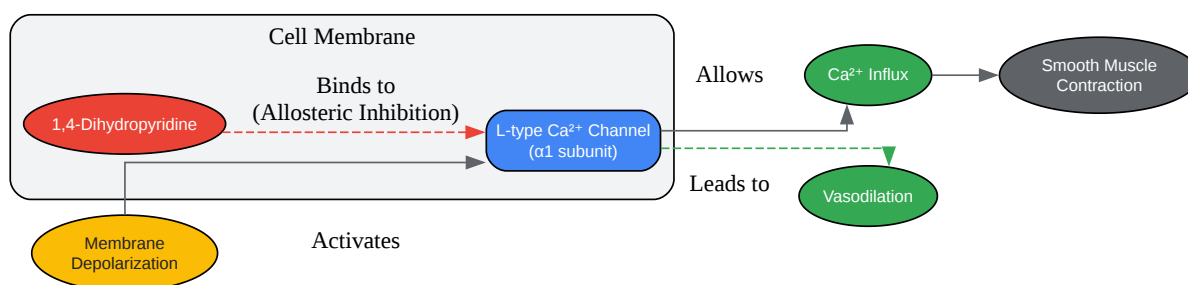 Cell Membrane
Binds to
(Allosteric Inhibition)
1,4-Dihydropyridine
L-type Ca²⁺ Channel
(α1 subunit)
Allows
Ca²⁺ Influx
Smooth Muscle
Contraction
Leads to
Vasodilation
Membrane
Depolarization
Activates